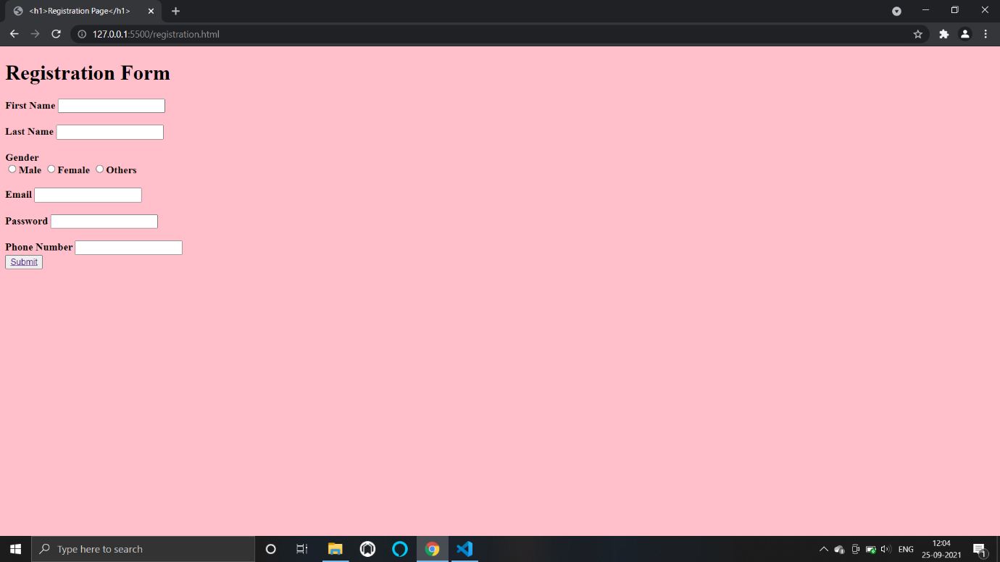 <h1>Registration Page</h1>
127.0.0.1:5500/registration.html
Registration Form
First Name
Last Name
Gender
Male Female Others
Email
Password
Phone Number
Submit
Type here to search
ENG
12:04
25-09-2021
1